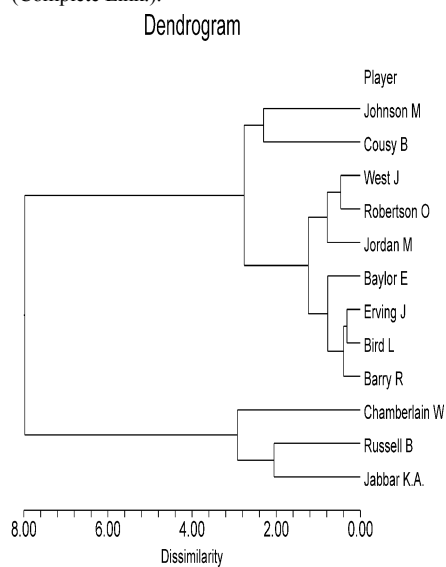 (Complete Link.).
Dendrogram
Player
Johnson M
Cousy B
West J
Robertson O
Jordan M
Baylor E
Erving J
Bird L
Barry R
Chamberlain W
Russell B
Jabbar K.A.
8.00 6.00 4.00 2.00 0.00
Dissimilarity